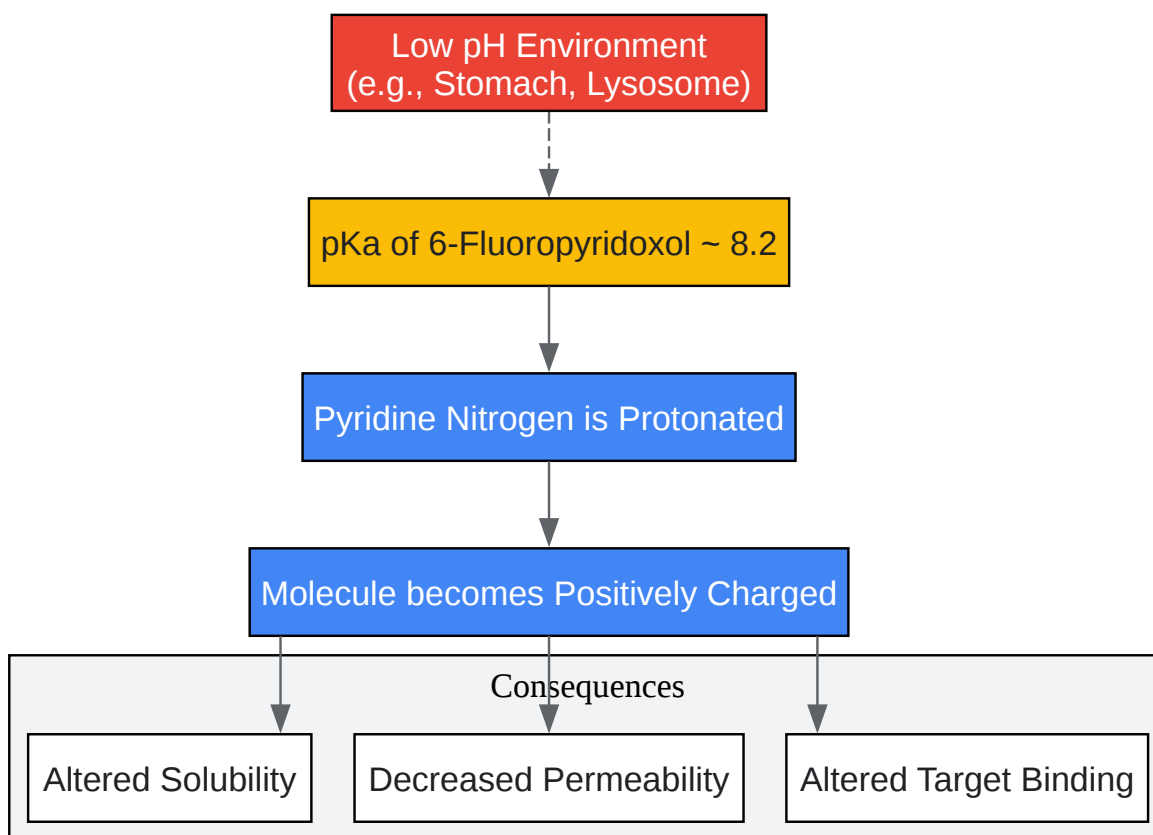 Low pH Environment
(e.g., Stomach, Lysosome)
pKa of 6-Fluoropyridoxol ~ 8.2
Pyridine Nitrogen is Protonated
Molecule becomes Positively Charged
Consequences
Altered Solubility
Decreased Permeability
Altered Target Binding